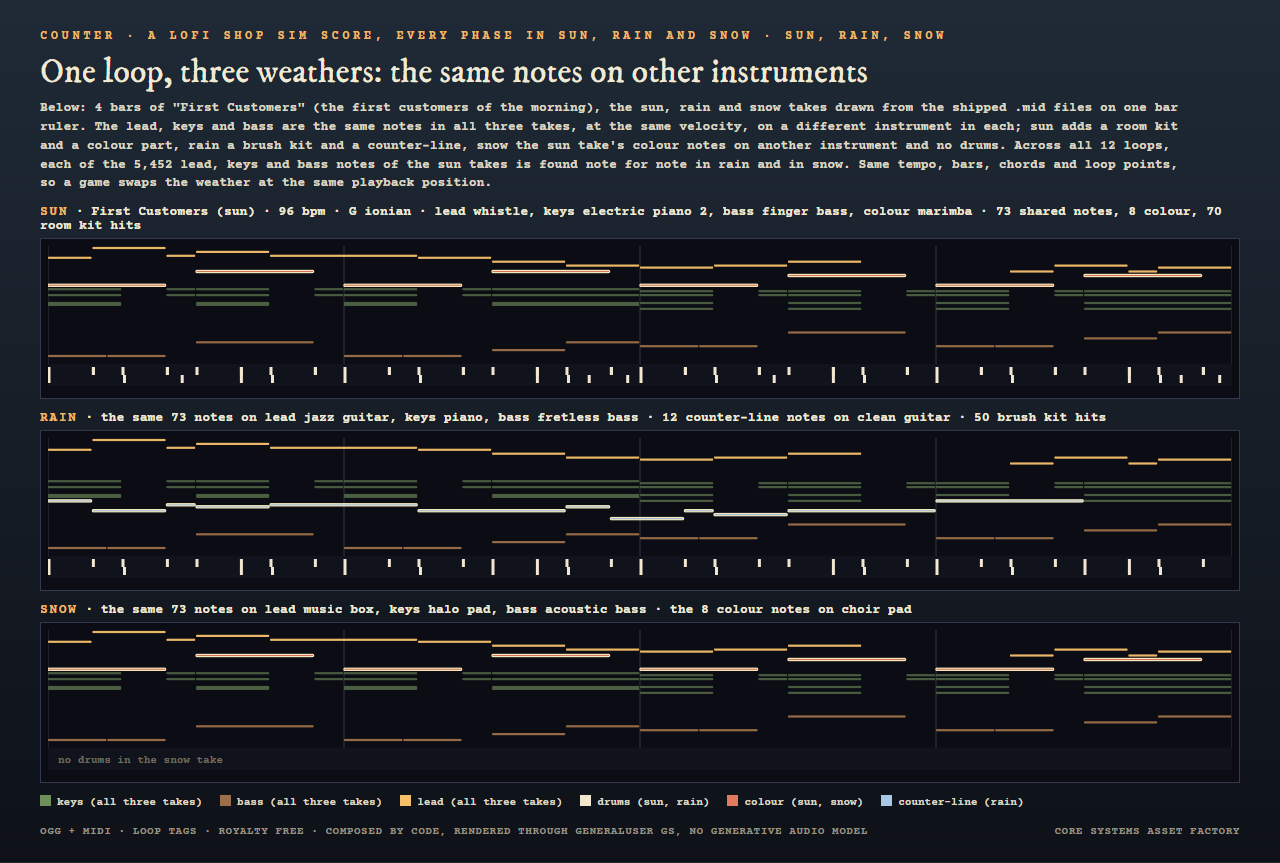 COUNTER · A LOFI SHOP SIM SCORE, EVERY PHASE IN SUN, RAIN AND SNOW · SUN, RAIN, SNOW
One loop, three weathers: the same notes on other instruments
Below: 4 bars of "First Customers" (the first customers of the morning), the sun, rain and snow takes drawn from the shipped .mid files on one bar
ruler. The lead, keys and bass are the same notes in all three takes, at the same velocity, on a different instrument in each; sun adds a room kit
and a colour part, rain a brush kit and a counter-line, snow the sun take's colour notes on another instrument and no drums. Across all 12 loops,
each of the 5,452 lead, keys and bass notes of the sun takes is found note for note in rain and in snow. Same tempo, bars, chords and loop points,
so a game swaps the weather at the same playback position.
SUN · First Customers (sun) · 96 bpm · G ionian · lead whistle, keys electric piano 2, bass finger bass, colour marimba · 73 shared notes, 8 colour, 70
room kit hits
RAIN · the same 73 notes on lead jazz guitar, keys piano, bass fretless bass · 12 counter-line notes on clean guitar · 50 brush kit hits
SNOW · the same 73 notes on lead music box, keys halo pad, bass acoustic bass · the 8 colour notes on choir pad
no drums in the snow take
keys (all three takes) bass (all three takes) lead (all three takes) drums (sun, rain) colour (sun, snow) counter-line (rain)
OGG + MIDI · LOOP TAGS · ROYALTY FREE · COMPOSED BY CODE, RENDERED THROUGH GENERALUSER GS, NO GENERATIVE AUDIO MODEL
CORE SYSTEMS ASSET FACTORY